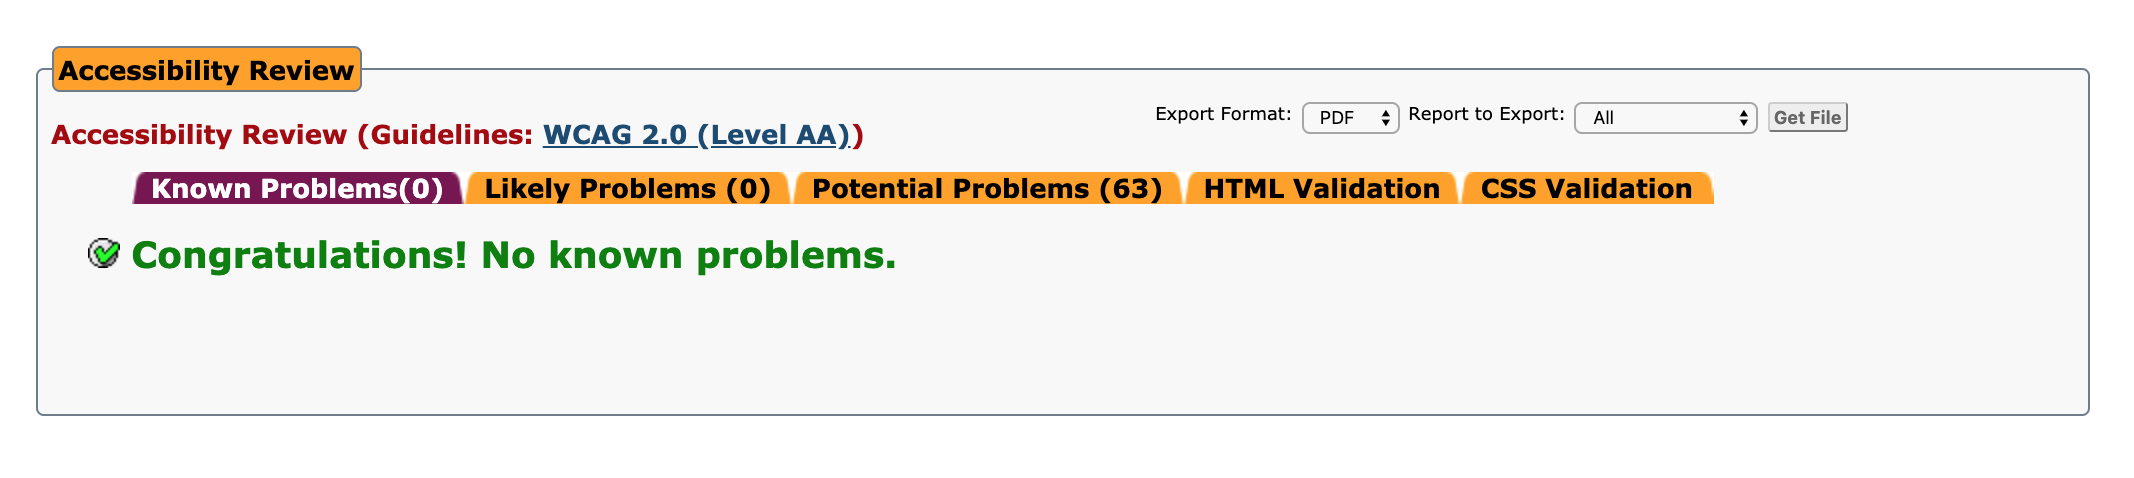 Accessibility Review
Export Format: PDF Report to Export: All Get File
Accessibility Review (Guidelines: WCAG 2.0 (Level AA))
Known Problems(0) Likely Problems (0) Potential Problems (63) HTML Validation CSS Validation
Congratulations! No known problems.